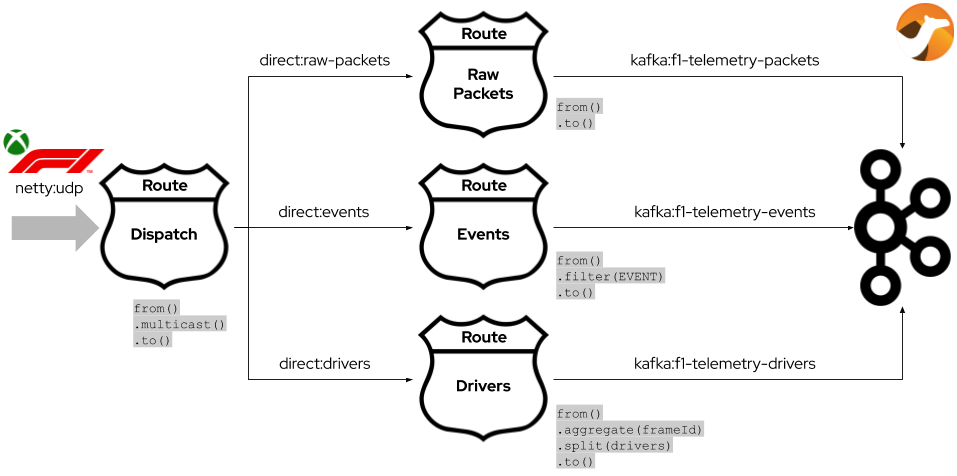 Route
direct:raw-packets
kafka:f1-telemetry-packets
Raw
Packets
from()
.to()
F1
TM
netty:udp
Route
Dispatch
from()
.multicast()
.to()
direct:events
Route
Events
kafka:f1-telemetry-events
from()
.filter(EVENT)
.to()
direct:drivers
Route
Drivers
kafka:f1-telemetry-drivers
from()
.aggregate(frameId)
.split(drivers)
.to()